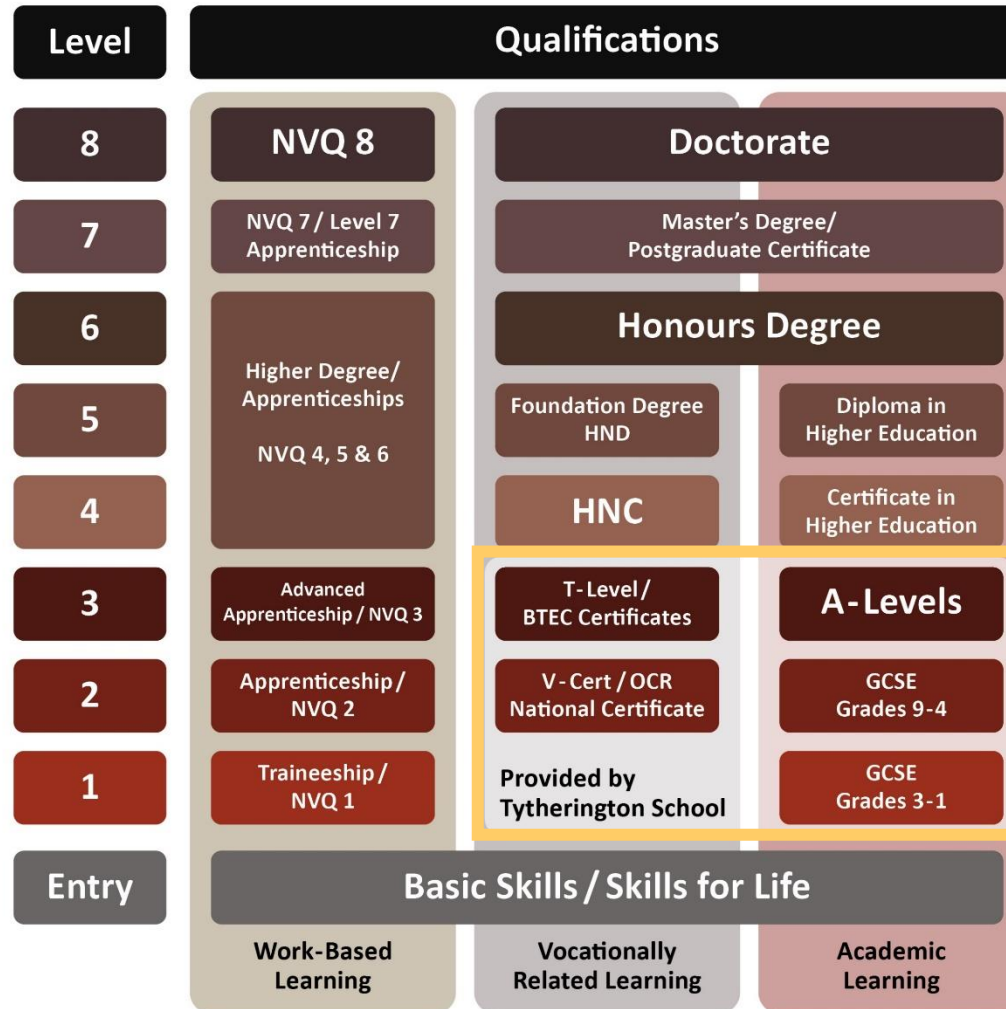 Level
Qualifications
8
NVQ 8
Doctorate
7
NVQ 7 / Level 7
Apprenticeship
Master's Degree/
Postgraduate Certificate
6
Higher Degree/
Apprenticeships
NVQ 4, 5 & 6
Honours Degree
5
Foundation Degree
HND
Diploma in
Higher Education
4
HNC
Certificate in
Higher Education
3
Advanced
Apprenticeship / NVQ 3
T-Level /
BTEC Certificates
A-Levels
2
Apprenticeship /
NVQ 2
V-Cert / OCR
National Certificate
GCSE
Grades 9-4
1
Traineeship /
NVQ 1
Provided by
Tytherington School
GCSE
Grades 3-1
Entry
Basic Skills / Skills for Life
Work-Based
Learning
Vocationally
Related Learning
Academic
Learning